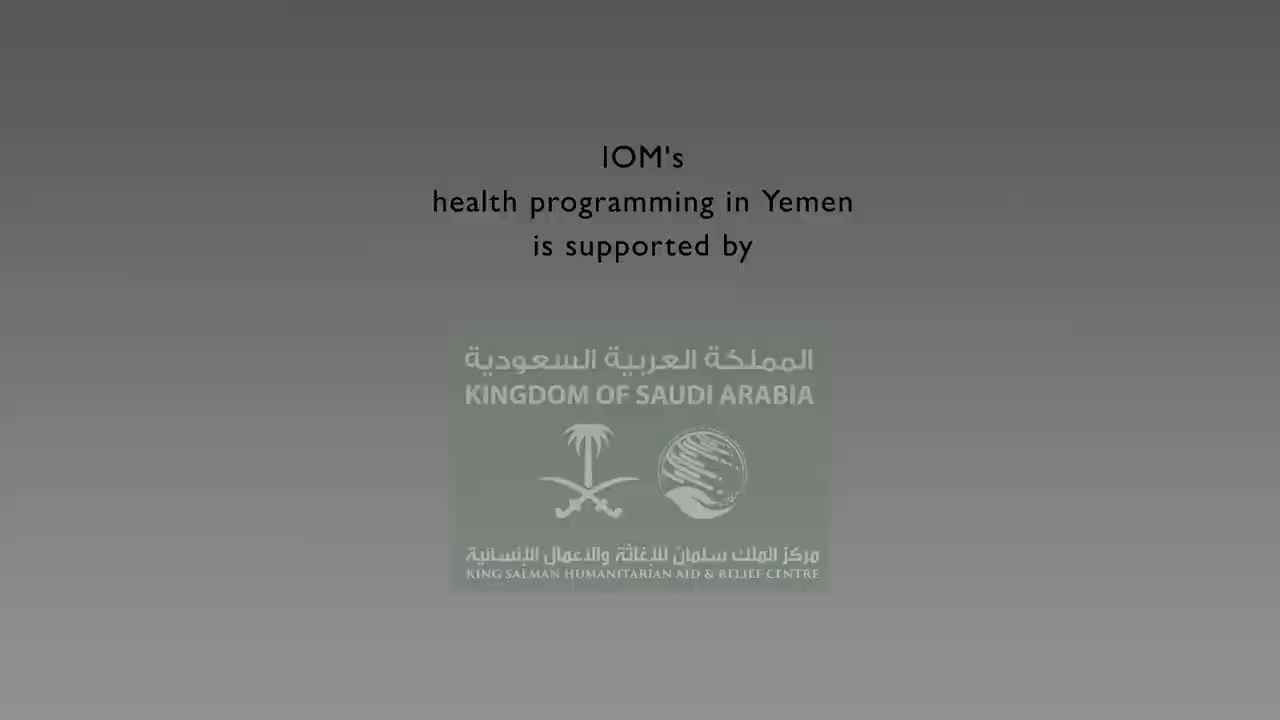 IOM's
health programming in Yemen
is supported by
المملكة العربية السعودية
KINGDOM OF SAUDI ARABIA
مركز الملك سلمان للإغاثة والأعمال الإنسانية
KING SALMAN HUMANITARIAN AID & RELIEF CENTRE